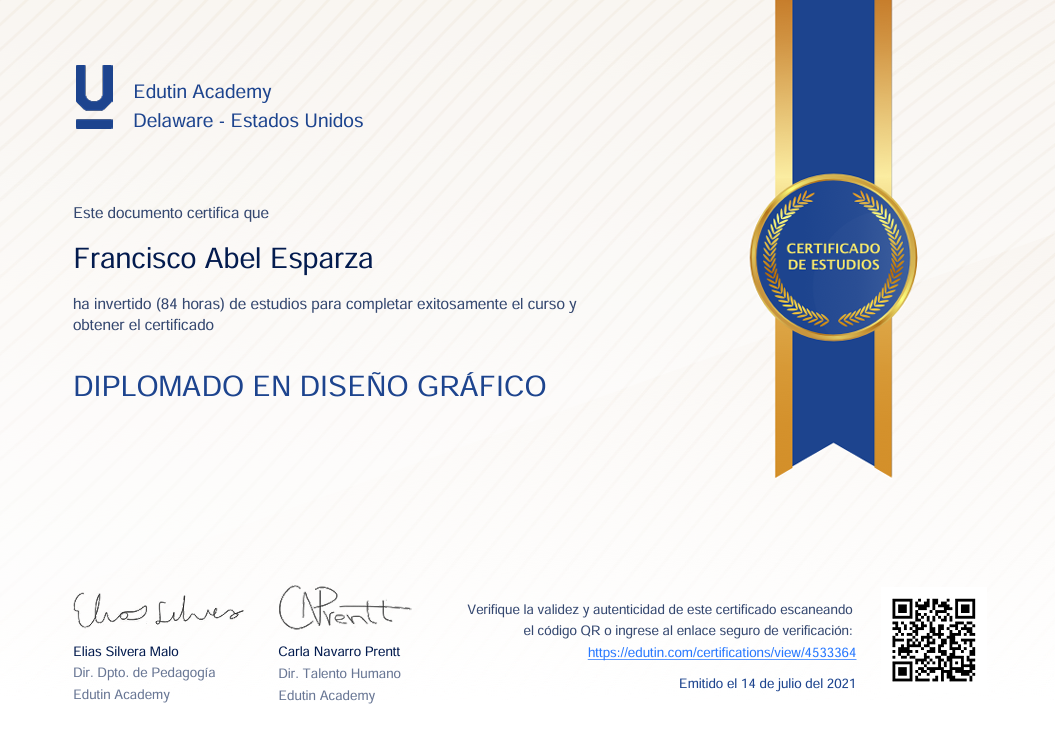 Edutin Academy
Delaware - Estados Unidos
Este documento certifica que
Francisco Abel Esparza
ha invertido (84 horas) de estudios para completar exitosamente el curso y
obtener el certificado
DIPLOMADO EN DISEÑO GRÁFICO
CERTIFICADO
DE ESTUDIOS
Elias Silvera Malo
Dir. Dpto. de Pedagogía
Edutin Academy
Carla Navarro Prentt
Dir. Talento Humano
Edutin Academy
Verifique la validez y autenticidad de este certificado escaneando
el código QR o ingrese al enlace seguro de verificación:
https://edutin.com/certifications/view/4533364
Emitido el 14 de julio del 2021